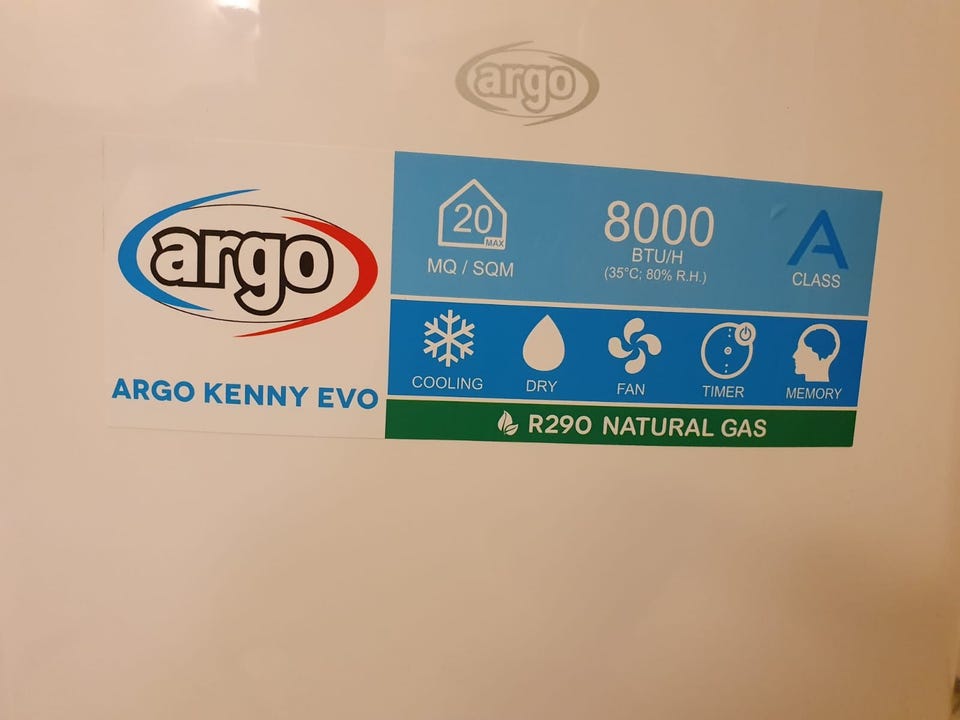 argo
argo
ARGO KENNY EVO
20
MAX
MQ / SQM
8000
BTU/H
(35°C; 80% R.H.)
A
CLASS
COOLING
DRY
FAN
TIMER
MEMORY
R290 NATURAL GAS